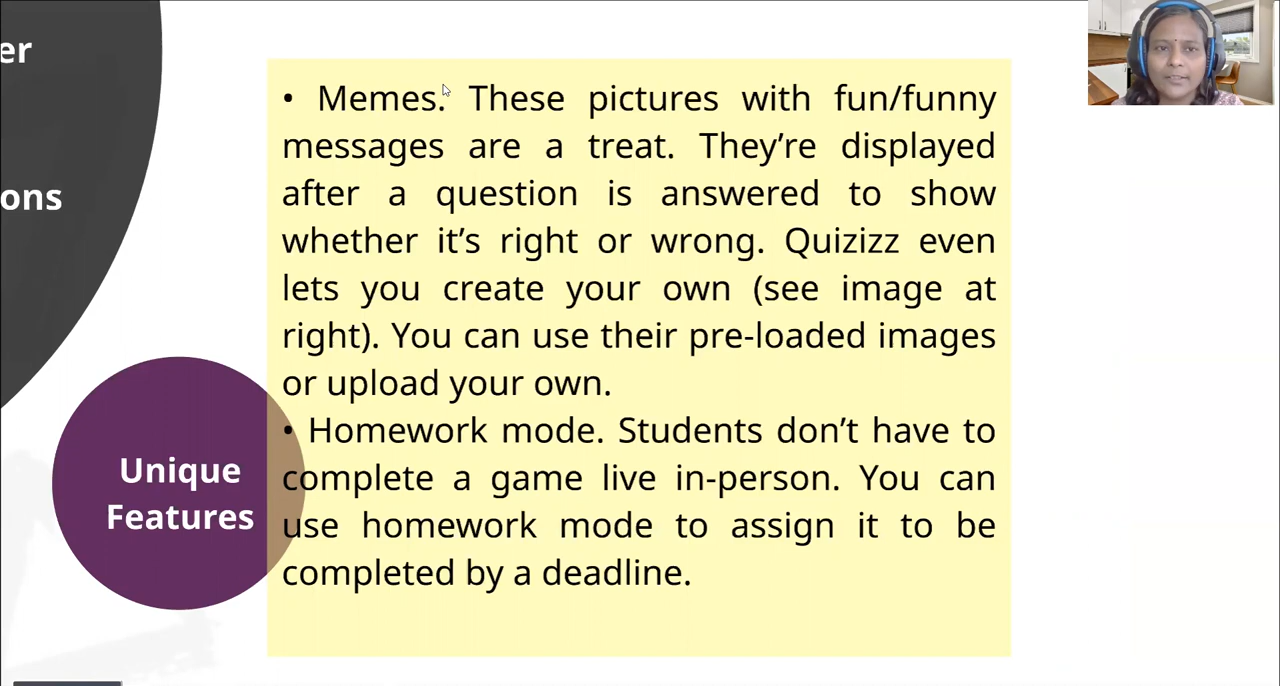 er
ons
• Memes. These pictures with fun/funny
messages are a treat. They’re displayed
after a question is answered to show
whether it’s right or wrong. Quizizz even
lets you create your own (see image at
right). You can use their pre-loaded images
or upload your own.
• Homework mode. Students don’t have to
complete a game live in-person. You can
use homework mode to assign it to be
completed by a deadline.
Unique
Features